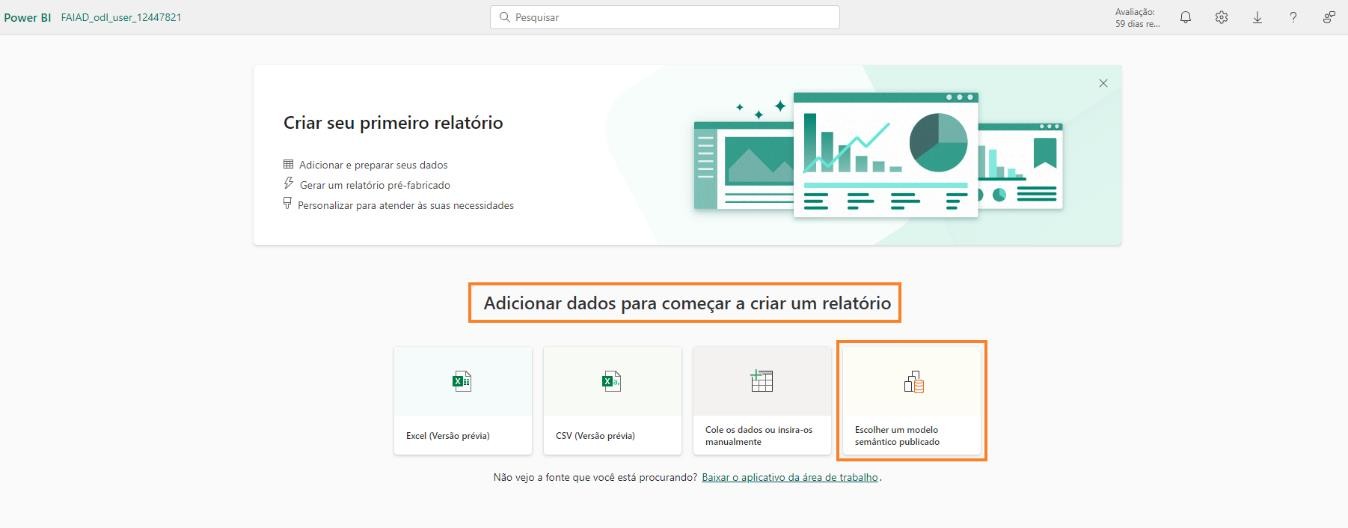 Power BI FAIAD_odl_user_12447821
Pesquisar
Avaliação:
59 dias re...
Criar seu primeiro relatório
Adicionar e preparar seus dados
Gerar um relatório pré-fabricado
Personalizar para atender às suas necessidades
Adicionar dados para começar a criar um relatório
Excel (Versão prévia)
CSV (Versão prévia)
Cole os dados ou insira-os
manualmente
Escolher um modelo
semântico publicado
Não vejo a fonte que você está procurando? Baixar o aplicativo da área de trabalho.